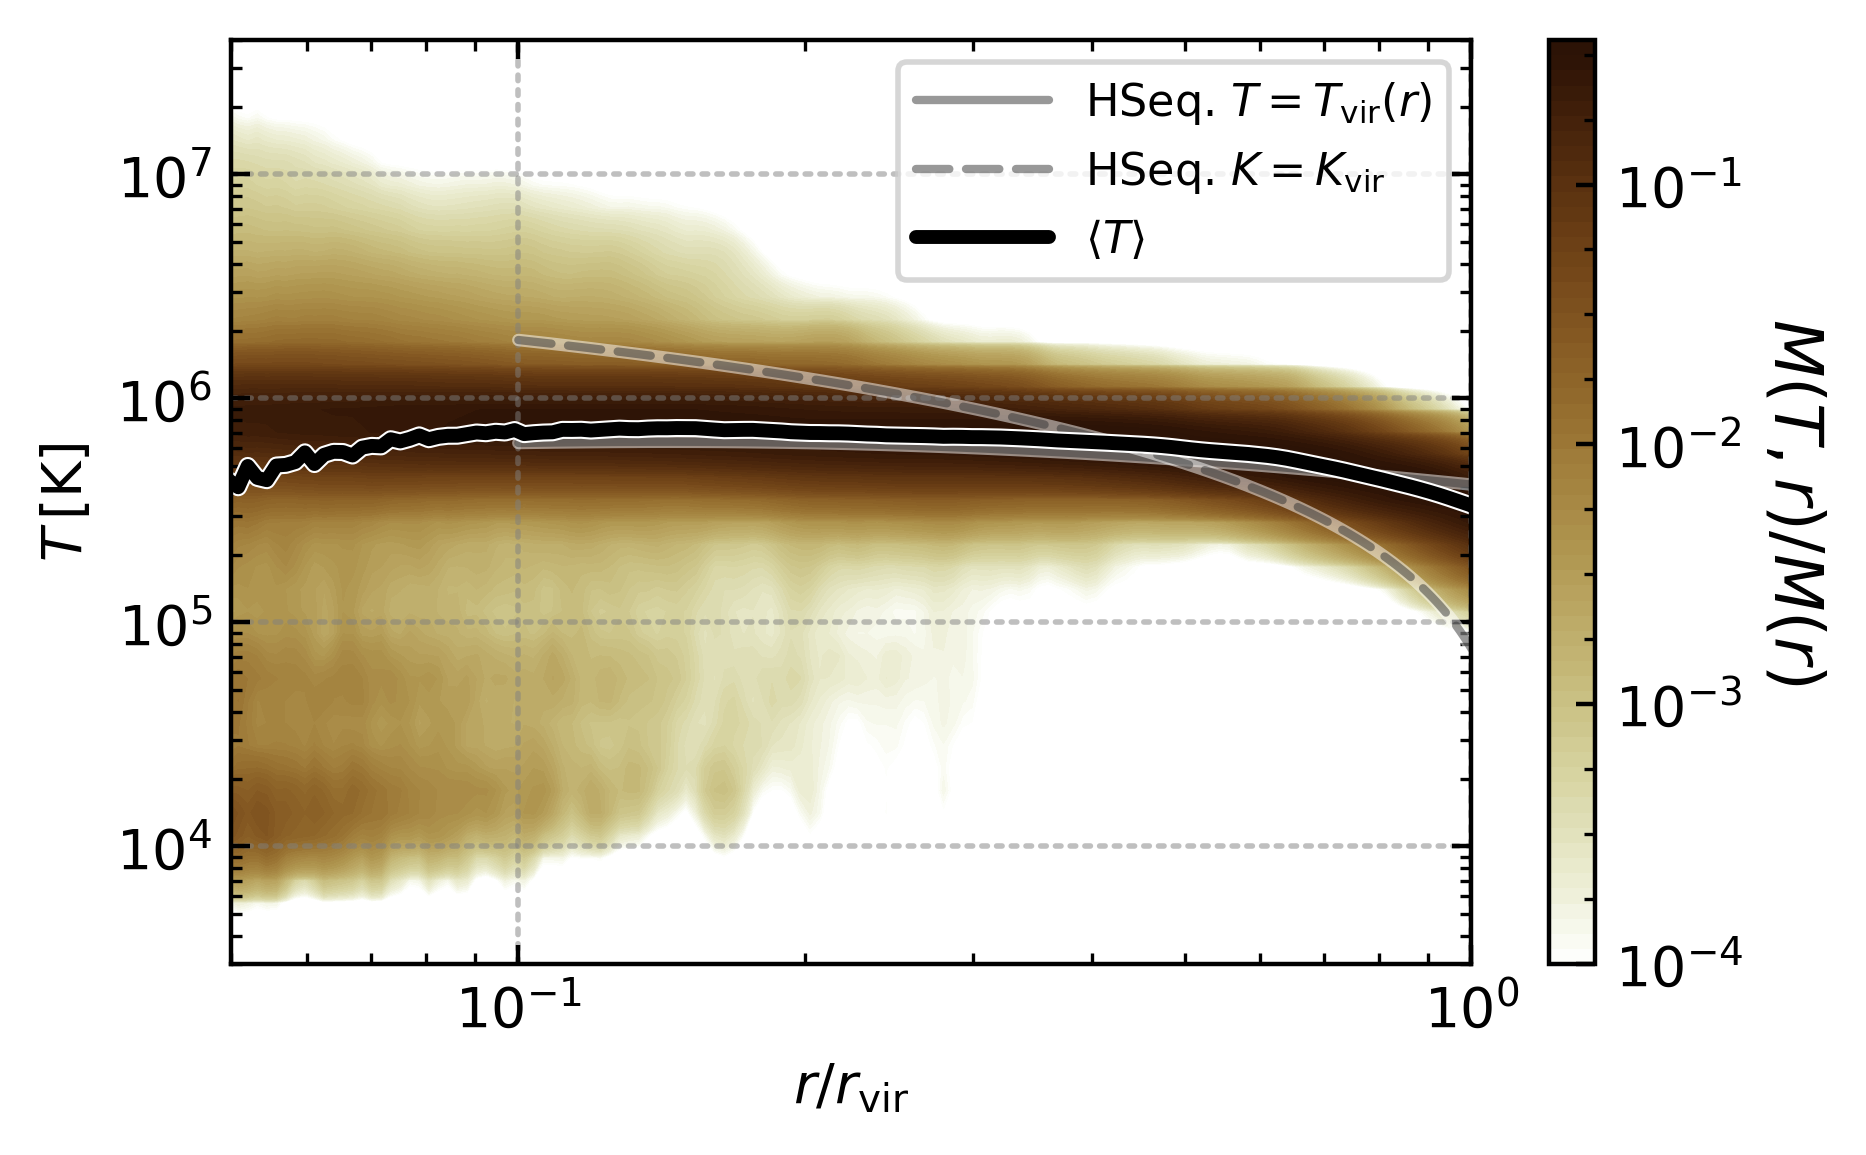 HSeq. T = T_vir(r)
HSeq. K = K_vir
⟨T⟩
T [K]
10^7
10^6
10^5
10^4
10^-1
10^0
r/r_vir
10^-1
10^-2
10^-3
10^-4
M(T, r)/M(r)